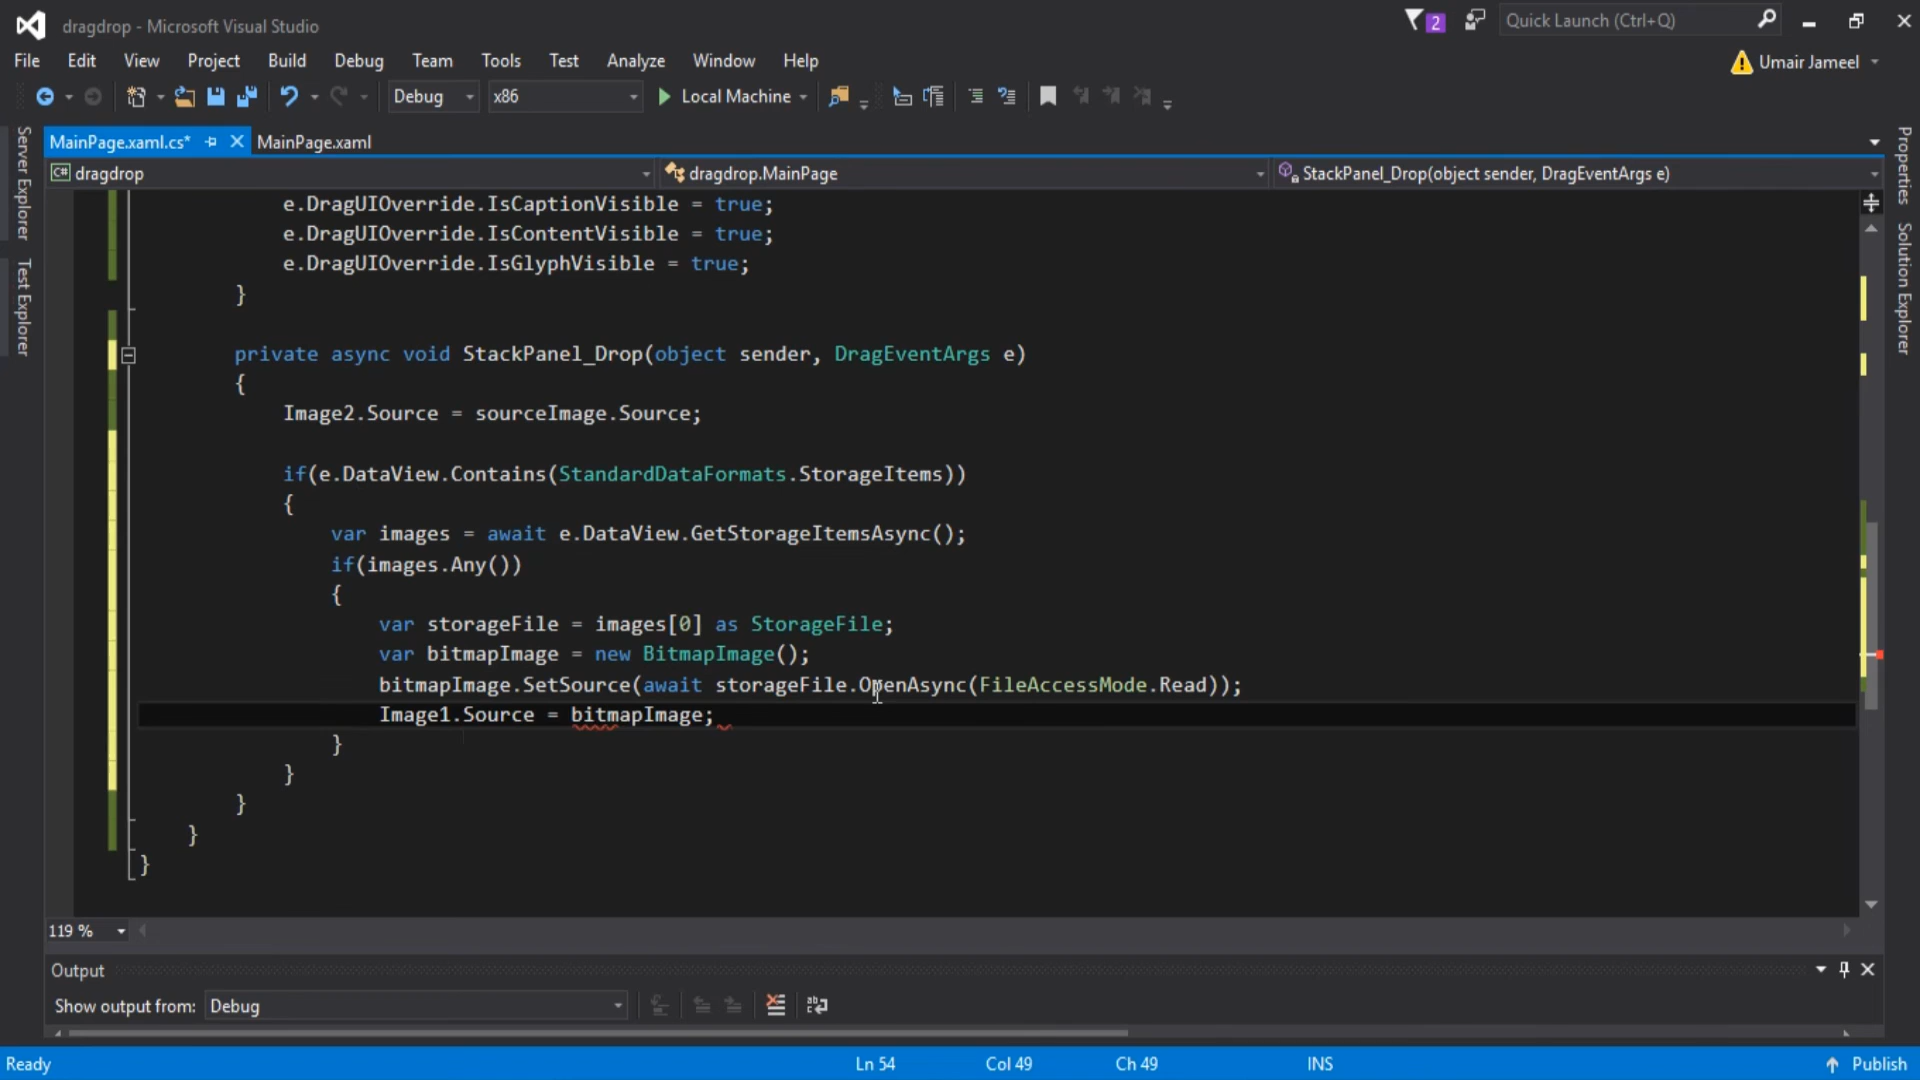 dragdrop - Microsoft Visual Studio
2
Quick Launch (Ctrl+Q)
File Edit View Project Build Debug Team Tools Test Analyze Window Help
Umair Jameel
Debug x86 Local Machine
MainPage.xaml.cs* MainPage.xaml
C# dragdrop dragdrop.MainPage StackPanel_Drop(object sender, DragEventArgs e)
Server Explorer
Test Explorer
Properties
Solution Explorer
e.DragUIOverride.IsCaptionVisible = true;
e.DragUIOverride.IsContentVisible = true;
e.DragUIOverride.IsGlyphVisible = true;
}
private async void StackPanel_Drop(object sender, DragEventArgs e)
{
Image2.Source = sourceImage.Source;
if(e.DataView.Contains(StandardDataFormats.StorageItems))
{
var images = await e.DataView.GetStorageItemsAsync();
if(images.Any())
{
var storageFile = images[0] as StorageFile;
var bitmapImage = new BitmapImage();
bitmapImage.SetSource(await storageFile.OpenAsync(FileAccessMode.Read));
Image1.Source = bitmapImage;
}
}
}
}
}
119 %
Output
Show output from: Debug
Ready Ln 54 Col 49 Ch 49 INS Publish